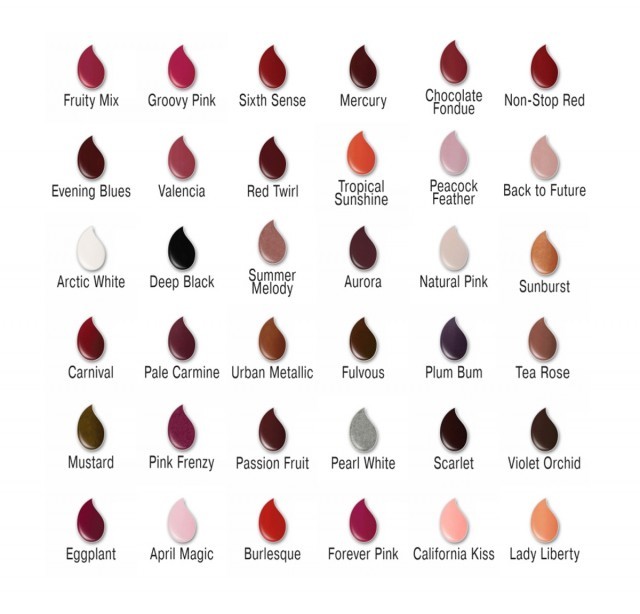 Fruity Mix
Groovy Pink
Sixth Sense
Mercury
Chocolate
Fondue
Non-Stop Red
Evening Blues
Valencia
Red Twirl
Tropical
Sunshine
Peacock
Feather
Back to Future
Arctic White
Deep Black
Summer
Melody
Aurora
Natural Pink
Sunburst
Carnival
Pale Carmine
Urban Metallic
Fulvous
Plum Bum
Tea Rose
Mustard
Pink Frenzy
Passion Fruit
Pearl White
Scarlet
Violet Orchid
Eggplant
April Magic
Burlesque
Forever Pink
California Kiss
Lady Liberty